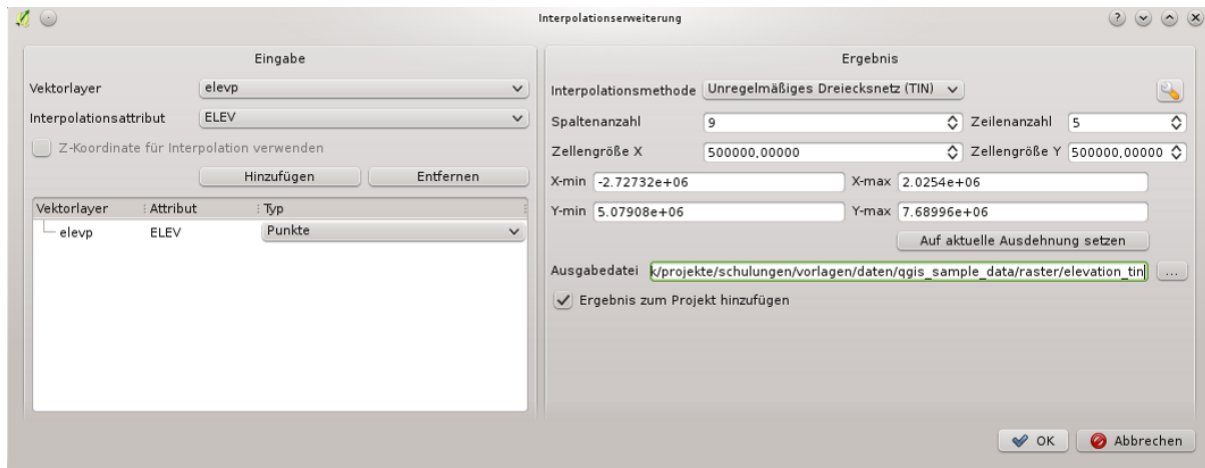 Interpolationserweiterung
Eingabe
Vektorlayer elevp
Interpolationsattribut ELEV
Z-Koordinate für Interpolation verwenden
Hinzufügen Entfernen
Vektorlayer Attribut Typ
elevp ELEV Punkte
Ergebnis
Interpolationsmethode Unregelmäßiges Dreiecksnetz (TIN)
Spaltenanzahl 9 Zeilenanzahl 5
Zellengröße X 500000,00000 Zellengröße Y 500000,00000
X-min -2.72732e+06 X-max 2.0254e+06
Y-min 5.07908e+06 Y-max 7.68996e+06
Auf aktuelle Ausdehnung setzen
Ausgabedatei k/projekte/schulungen/vorlagen/daten/qgis_sample_data/raster/elevation_tin ...
Ergebnis zum Projekt hinzufügen
OK Abbrechen